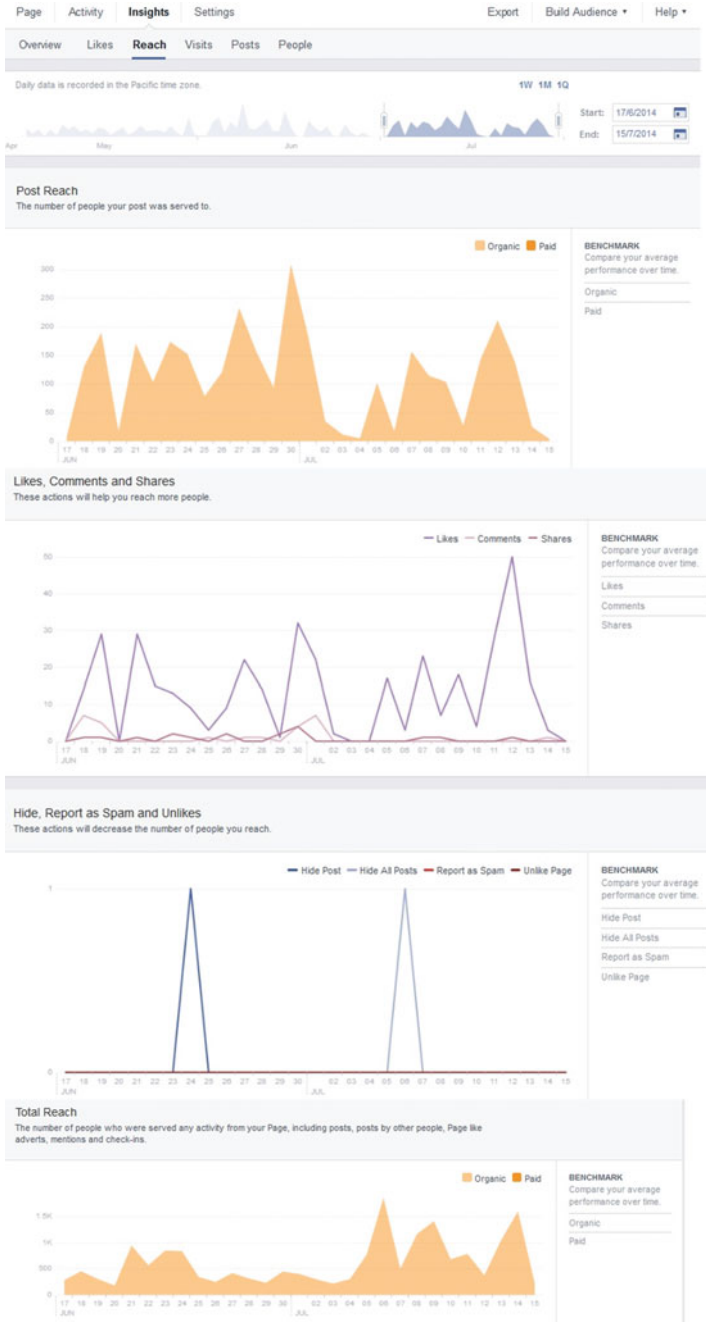 Page Activity Insights Settings Export Build Audience Help
Overview Likes Reach Visits Posts People
Daily data is recorded in the Pacific time zone. 1W 1M 1Q
Start: 17/6/2014
End: 15/7/2014
Apr May Jun Jul
Post Reach
The number of people your post was served to.
Organic Paid
BENCHMARK
Compare your average
performance over time.
Organic
Paid
300
250
200
150
100
50
0
17 18 19 20 21 22 23 24 25 26 27 28 29 30 02 03 04 05 06 07 08 09 10 11 12 13 14 15
JUN JUL
Likes, Comments and Shares
These actions will help you reach more people.
Likes Comments Shares
BENCHMARK
Compare your average
performance over time.
Likes
Comments
Shares
50
40
30
20
10
0
17 18 19 20 21 22 23 24 25 26 27 28 29 30 02 03 04 05 06 07 08 09 10 11 12 13 14 15
JUN JUL
Hide, Report as Spam and Unlikes
These actions will decrease the number of people you reach.
Hide Post Hide All Posts Report as Spam Unlike Page
BENCHMARK
Compare your average
performance over time.
Hide Post
Hide All Posts
Report as Spam
Unlike Page
1
0
17 18 19 20 21 22 23 24 25 26 27 28 29 30 02 03 04 05 06 07 08 09 10 11 12 13 14 15
JUN JUL
Total Reach
The number of people who were served any activity from your Page, including posts, posts by other people, Page like
adverts, mentions and check-ins.
Organic Paid
BENCHMARK
Compare your average
performance over time.
Organic
Paid
1.5K
1K
500
0
17 18 19 20 21 22 23 24 25 26 27 28 29 30 02 03 04 05 06 07 08 09 10 11 12 13 14 15
JUN JUL